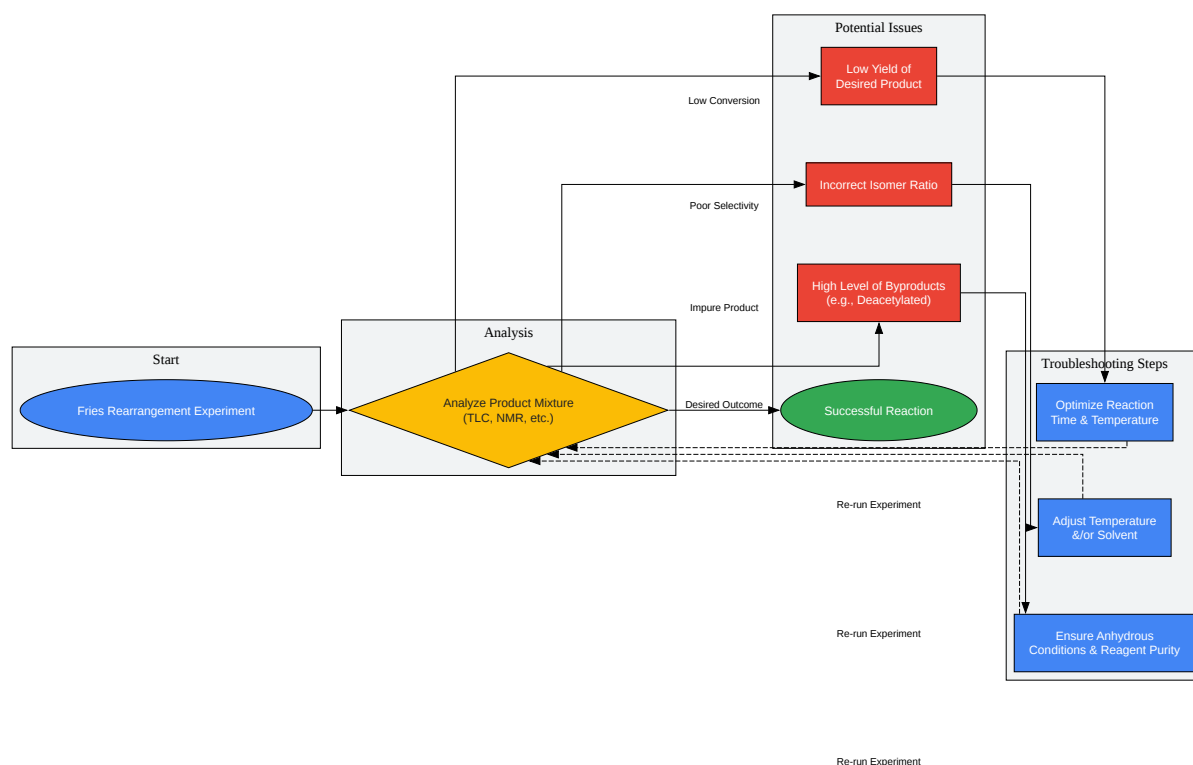 Potential Issues
Low Yield of
Desired Product
Low Conversion
Incorrect Isomer Ratio
Poor Selectivity
High Level of Byproducts
(e.g., Deacetylated)
Impure Product
Analysis
Start
Troubleshooting Steps
Fries Rearrangement Experiment
Analyze Product Mixture
(TLC, NMR, etc.)
Desired Outcome
Successful Reaction
Optimize Reaction
Time & Temperature
Re-run Experiment
Adjust Temperature
&/or Solvent
Re-run Experiment
Ensure Anhydrous
Conditions & Reagent Purity
Re-run Experiment